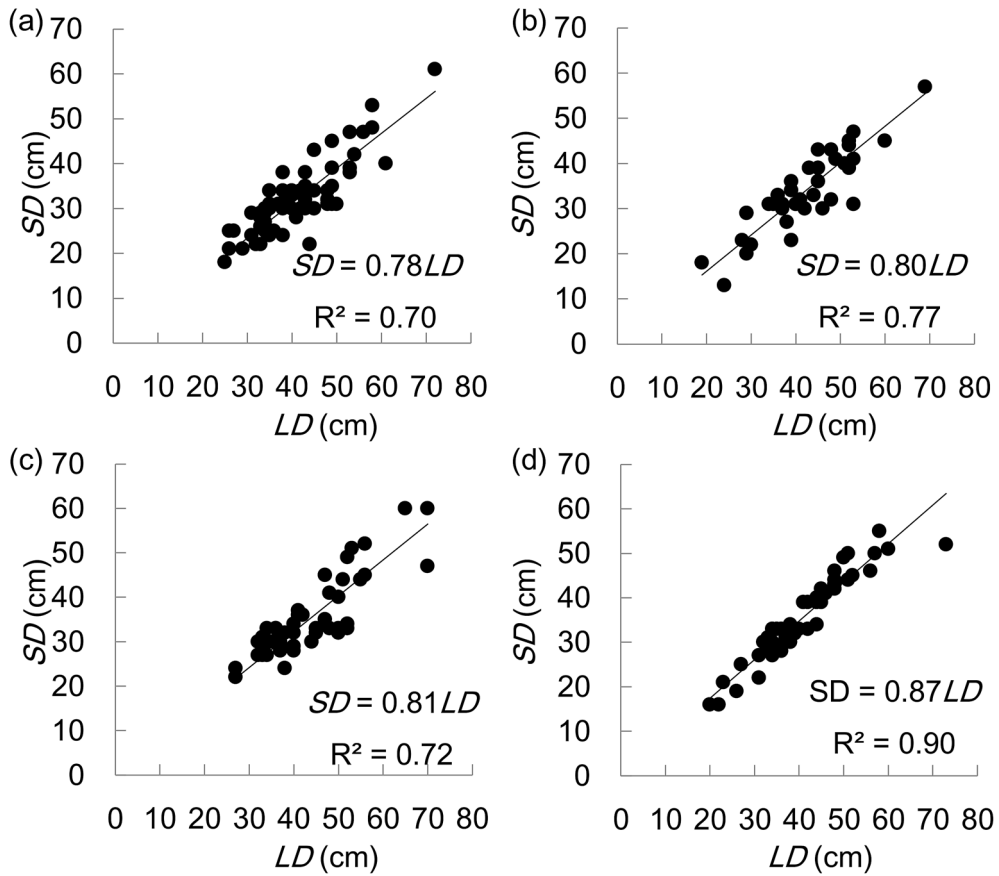 (a)
70
60
50
40
30
20
10
0
SD (cm)
SD = 0.78LD
R² = 0.70
0 10 20 30 40 50 60 70 80
LD (cm)
(b)
70
60
50
40
30
20
10
0
SD (cm)
SD = 0.80LD
R² = 0.77
0 10 20 30 40 50 60 70 80
LD (cm)
(c)
70
60
50
40
30
20
10
0
SD (cm)
SD = 0.81LD
R² = 0.72
0 10 20 30 40 50 60 70 80
LD (cm)
(d)
70
60
50
40
30
20
10
0
SD (cm)
SD = 0.87LD
R² = 0.90
0 10 20 30 40 50 60 70 80
LD (cm)